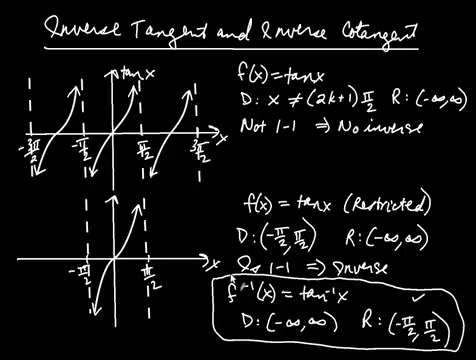 Inverse Tangent and Inverse Cotangent
tan x
f(x) = tan x
D: x ≠ (2k+1) π/2 R: (-∞, ∞)
Not 1-1 ⇒ No inverse
-3π/2 -π/2 π/2 3π/2 x
f(x) = tan x (Restricted)
D: (-π/2, π/2) R: (-∞, ∞)
Is 1-1 ⇒ Inverse
-π/2 π/2 x
f⁻¹(x) = tan⁻¹ x ✓
D: (-∞, ∞) R: (-π/2, π/2)